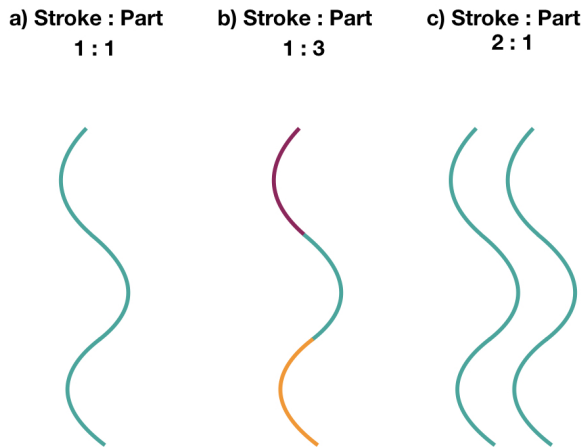 a) Stroke : Part
1 : 1
b) Stroke : Part
1 : 3
c) Stroke : Part
2 : 1